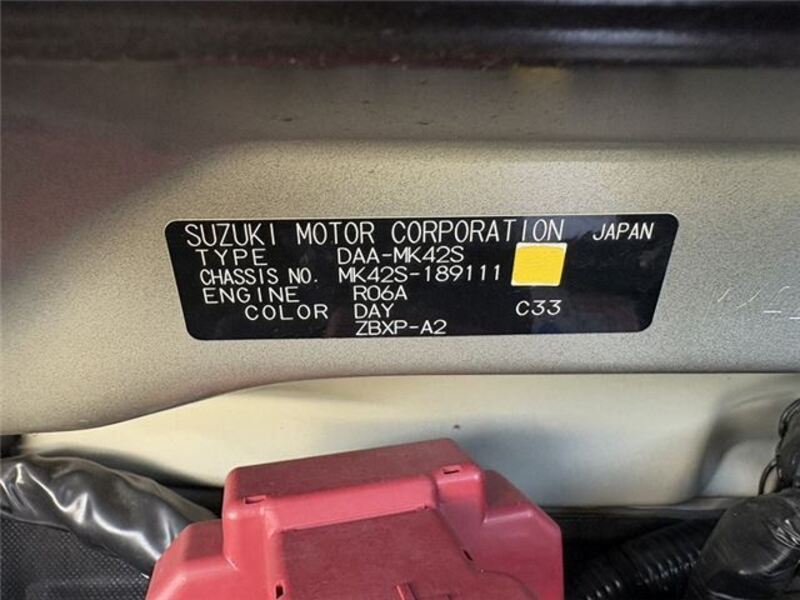 SUZUKI MOTOR CORPORATION JAPAN
TYPE DAA-MK42S
CHASSIS NO. MK42S-189111
ENGINE R06A
COLOR DAY C33
ZBXP-A2